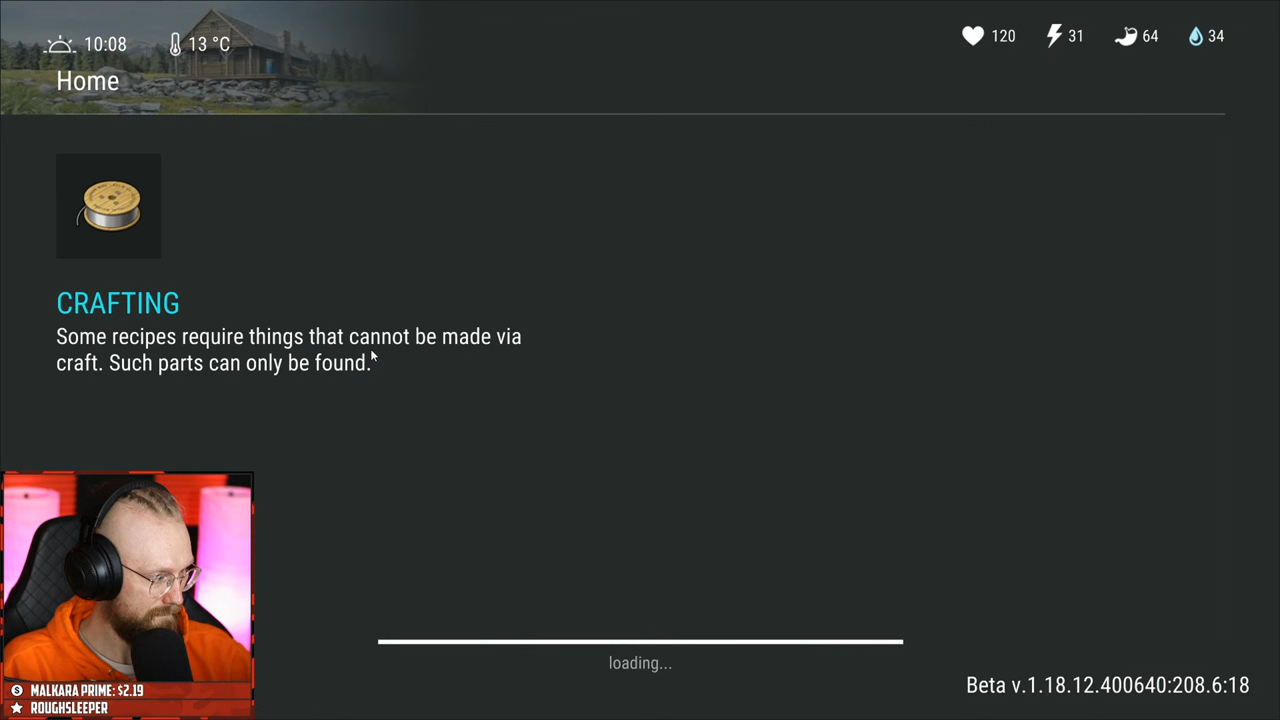 10:08
13 °C
120
31
64
34
Home
CRAFTING
Some recipes require things that cannot be made via
craft. Such parts can only be found.
loading...
MALKARA PRIME: $2.19
ROUGHSLEEPER
Beta v.1.18.12.400640:208.6:18